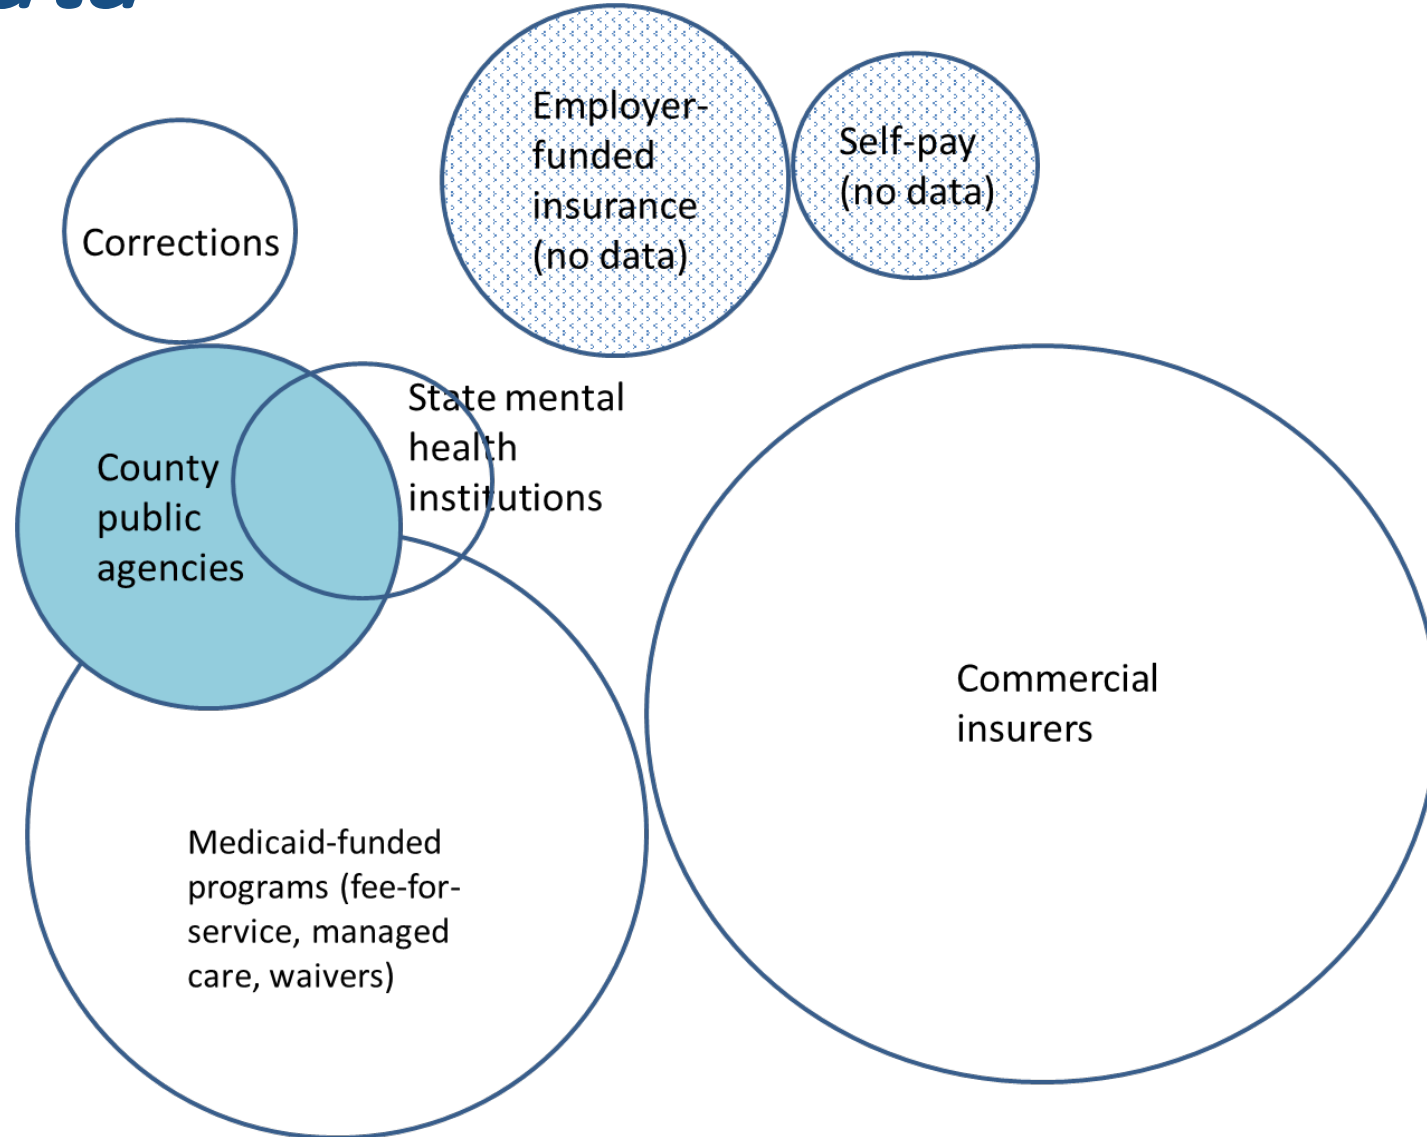 Employer-
funded
insurance
(no data)
Self-pay
(no data)
Corrections
State mental
health
institutions
County
public
agencies
Commercial
insurers
Medicaid-funded
programs (fee-for-
service, managed
care, waivers)